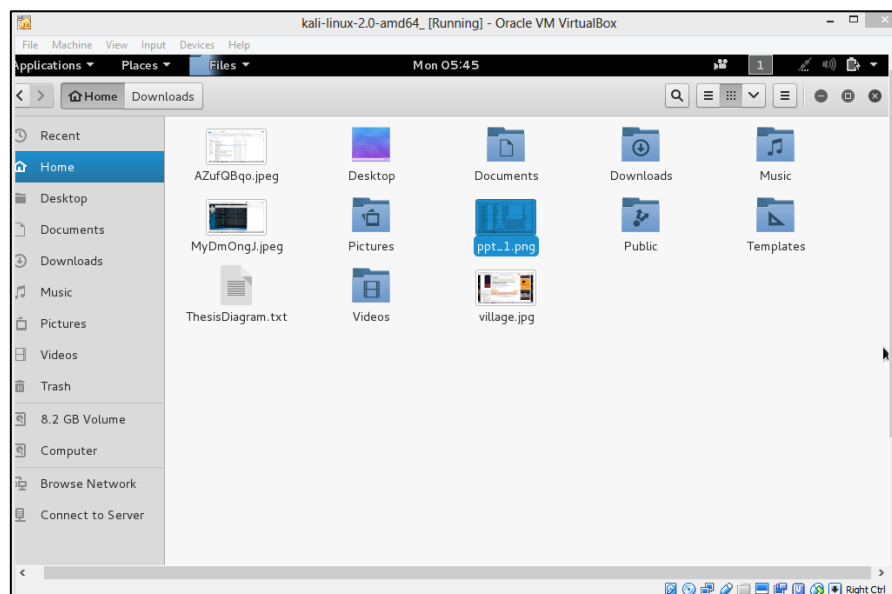 kali-linux-2.0-amd64_ [Running] - Oracle VM VirtualBox
File Machine View Input Devices Help
Applications Places Files Mon 05:45 1
Home Downloads
Recent
Home
Desktop
Documents
Downloads
Music
Pictures
Videos
Trash
8.2 GB Volume
Computer
Browse Network
Connect to Server
AZufQBqo.jpeg Desktop Documents Downloads Music
MyDmOngJ.jpeg Pictures ppt_1.png Public Templates
ThesisDiagram.txt Videos village.jpg
Right Ctrl